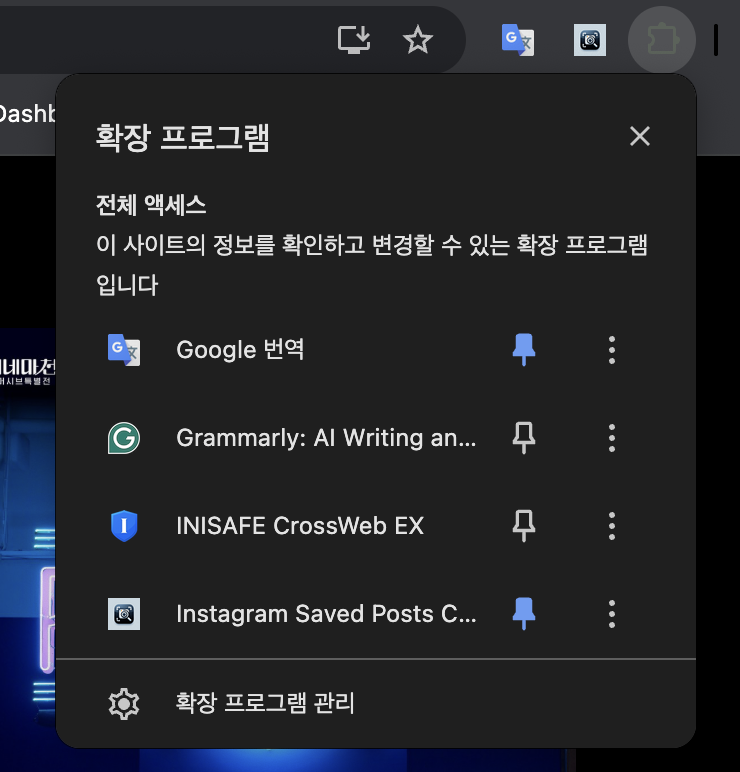 확장 프로그램
전체 액세스
이 사이트의 정보를 확인하고 변경할 수 있는 확장 프로그램
입니다
Google 번역
Grammarly: AI Writing an...
INISAFE CrossWeb EX
Instagram Saved Posts C...
확장 프로그램 관리